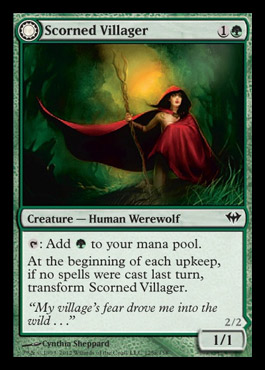 Scorned Villager 1
Creature — Human Werewolf
: Add to your mana pool.
At the beginning of each upkeep,
if no spells were cast last turn,
transform Scorned Villager.
“My village’s fear drove me into the
wild . . .”
2/2
Cynthia Sheppard
1/1